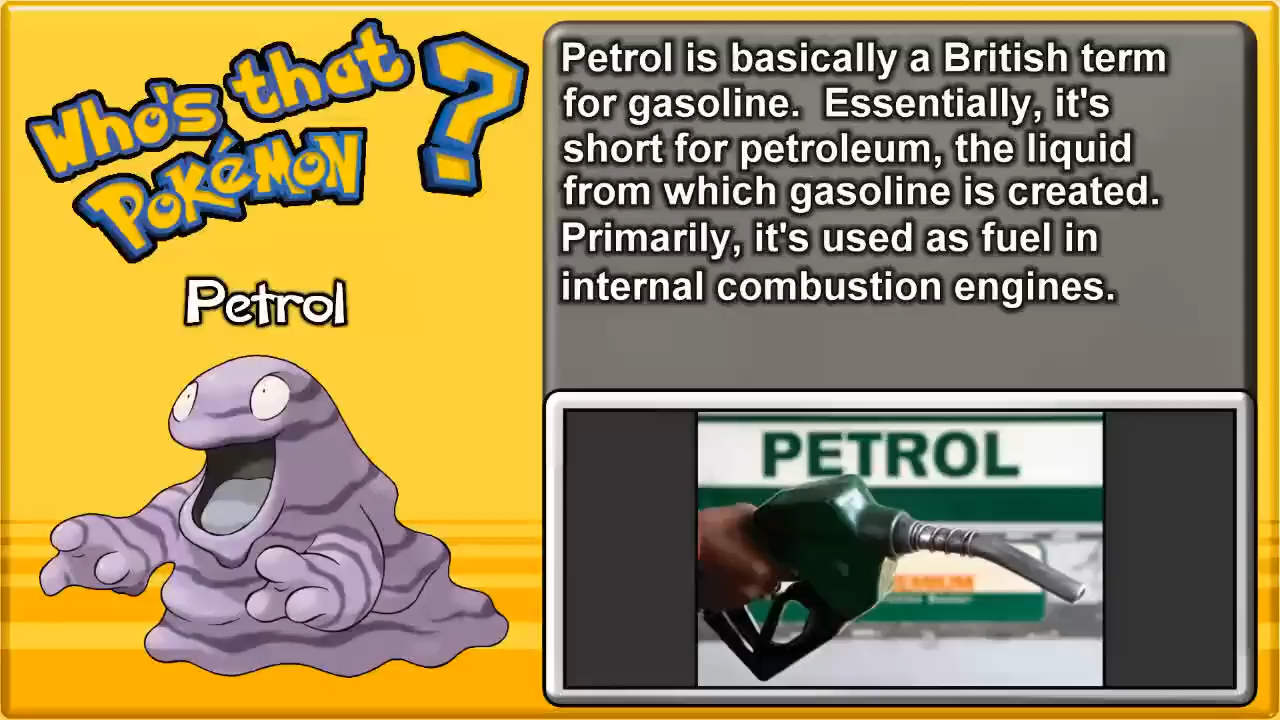 Who's that
Pokémon?
Petrol
Petrol is basically a British term
for gasoline.  Essentially, it's
short for petroleum, the liquid
from which gasoline is created.
Primarily, it's used as fuel in
internal combustion engines.
PETROL